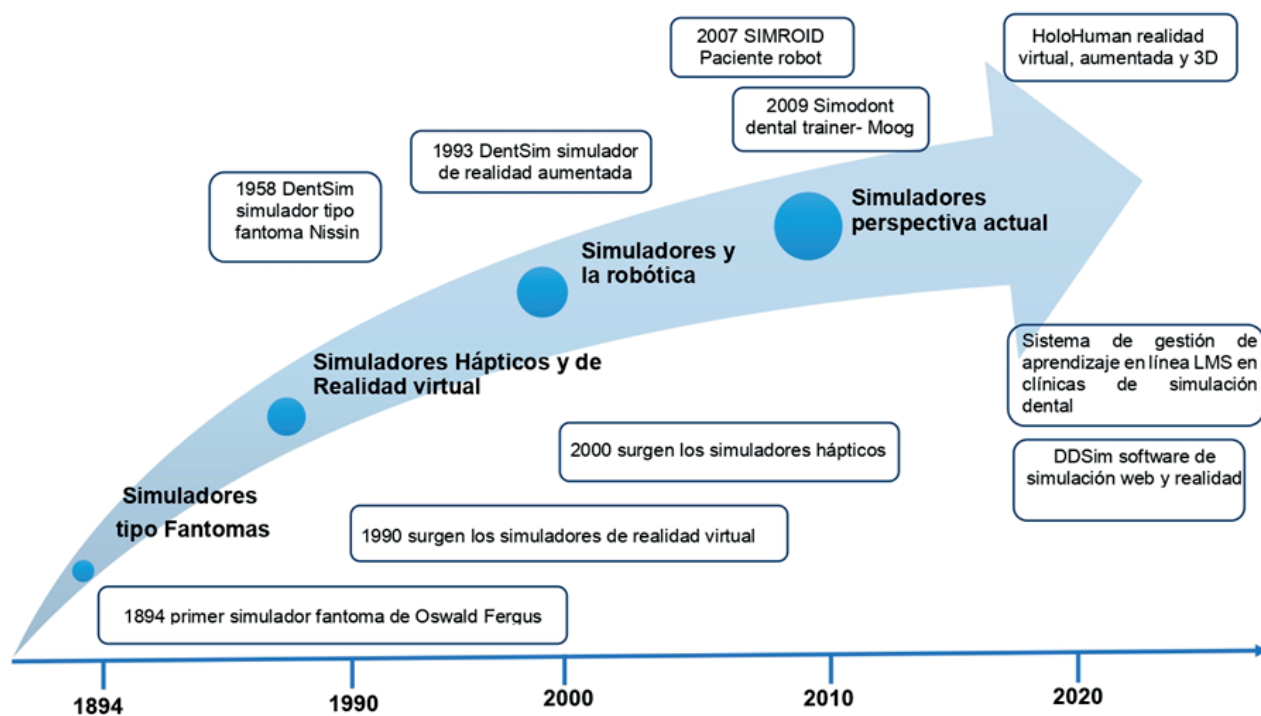 2007 SIMROID
Paciente robot
HoloHuman realidad
virtual, aumentada y 3D
2009 Simodont
dental trainer- Moog
1993 DentSim simulador
de realidad aumentada
1958 DentSim
simulador tipo
fantoma Nissin
Simuladores
perspectiva actual
Simuladores y
la robótica
Simuladores Hápticos y de
Realidad virtual
Sistema de gestión de
aprendizaje en línea LMS en
clínicas de simulación
dental
2000 surgen los simuladores hápticos
DDSim software de
simulación web y realidad
Simuladores
tipo Fantomas
1990 surgen los simuladores de realidad virtual
1894 primer simulador fantoma de Oswald Fergus
1894
1990
2000
2010
2020